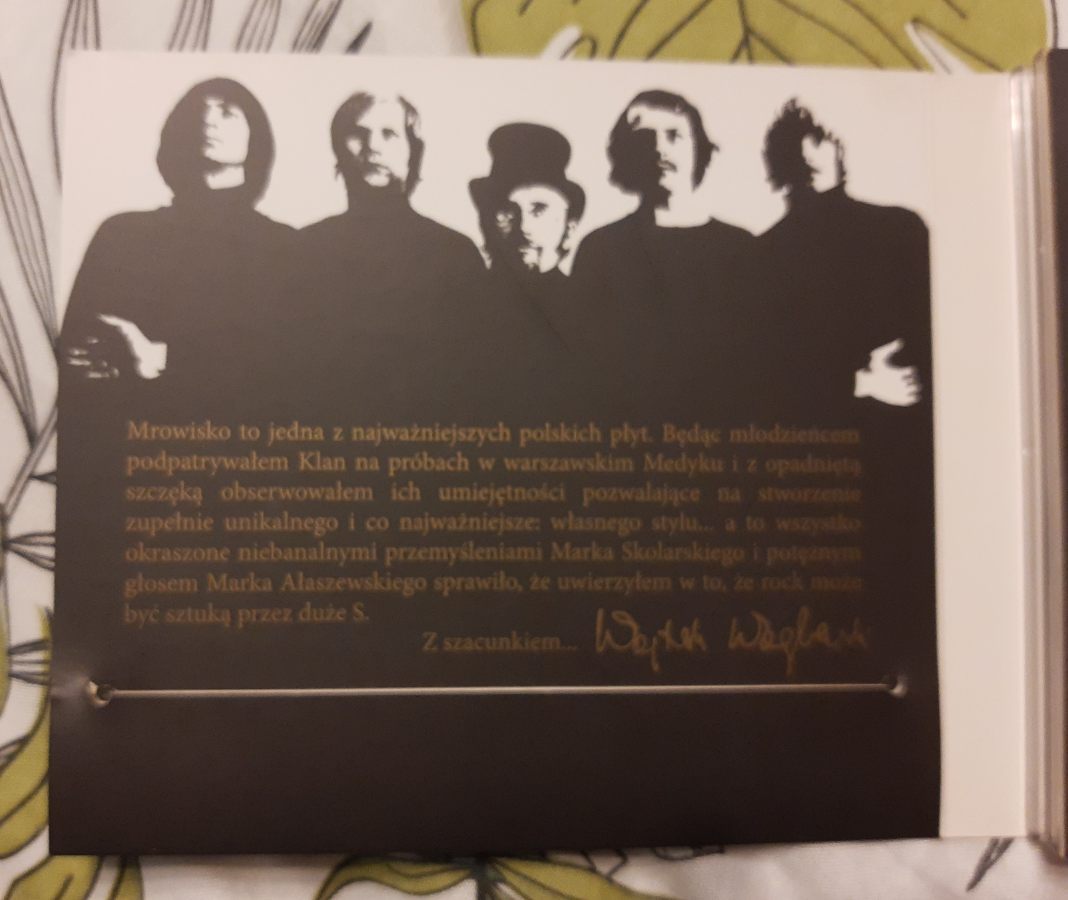 Mrowisko to jedna z najważniejszych polskich płyt. Będąc młodzieńcem
podpatrywałem Klan na próbach w warszawskim Medyku i z opadniętą
szczęką obserwowałem ich umiejętności pozwalające na stworzenie
zupełnie unikalnego i co najważniejsze: własnego stylu... a to wszystko
okraszone niebanalnymi przemyśleniami Marka Skolarskiego i potężnym
głosem Marka Ałaszewskiego sprawiło, że uwierzyłem w to, że rock może
być sztuką przez duże S.
Z szacunkiem... Wojtek